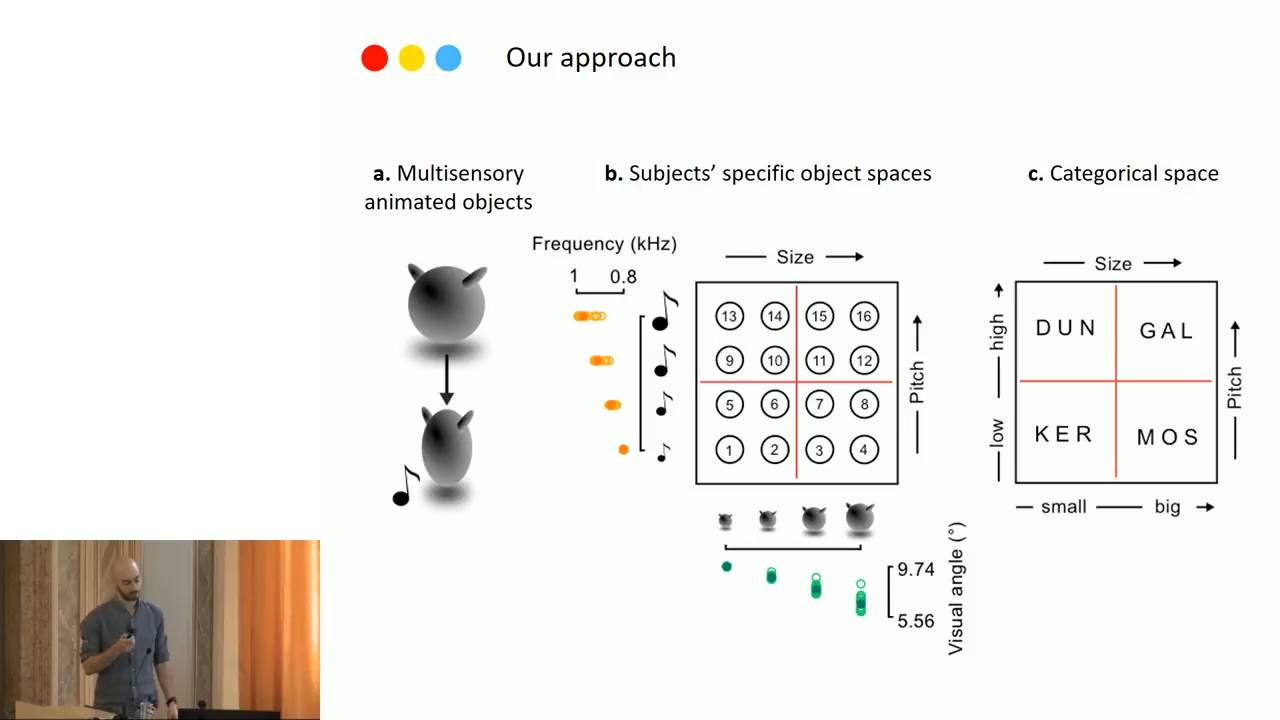 Our approach
a. Multisensory
animated objects
b. Subjects' specific object spaces
c. Categorical space
Frequency (kHz)
1 0.8
Size
13 14 15 16
9 10 11 12
5 6 7 8
1 2 3 4
Pitch
9.74
5.56
Visual angle (°)
Size
high
low
DUN GAL
KER MOS
Pitch
small big